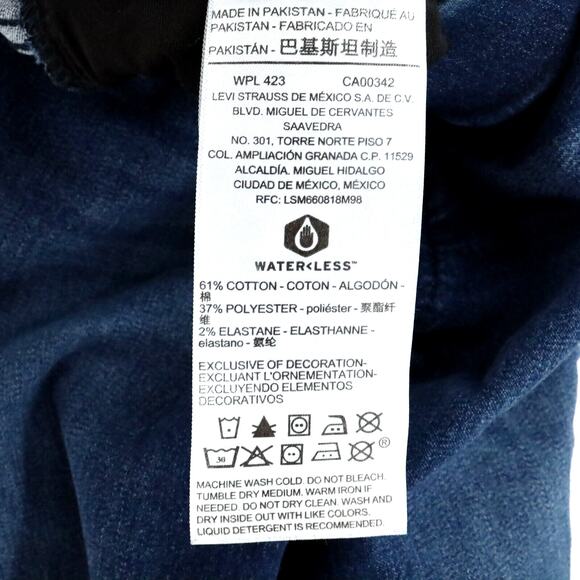 MADE IN PAKISTAN - FABRIQUÉ AU
PAKISTAN - FABRICADO EN
PAKISTÁN - 巴基斯坦制造
WPL 423 CA00342
LEVI STRAUSS DE MÉXICO S.A. DE C.V.
BLVD. MIGUEL DE CERVANTES
SAAVEDRA
NO. 301, TORRE NORTE PISO 7
COL. AMPLIACIÓN GRANADA C.P. 11529
ALCALDÍA. MIGUEL HIDALGO
CIUDAD DE MÉXICO, MÉXICO
RFC: LSM660818M98
WATER<LESS™
61% COTTON - COTON - ALGODÓN -
棉
37% POLYESTER - poliéster - 聚酯纤
维
2% ELASTANE - ELASTHANNE -
elastano - 氨纶
EXCLUSIVE OF DECORATION-
EXCLUANT L'ORNEMENTATION-
EXCLUYENDO ELEMENTOS
DECORATIVOS
30 ®
MACHINE WASH COLD. DO NOT BLEACH.
TUMBLE DRY MEDIUM. WARM IRON IF
NEEDED. DO NOT DRY CLEAN. WASH AND
DRY INSIDE OUT WITH LIKE COLORS.
LIQUID DETERGENT IS RECOMMENDED.